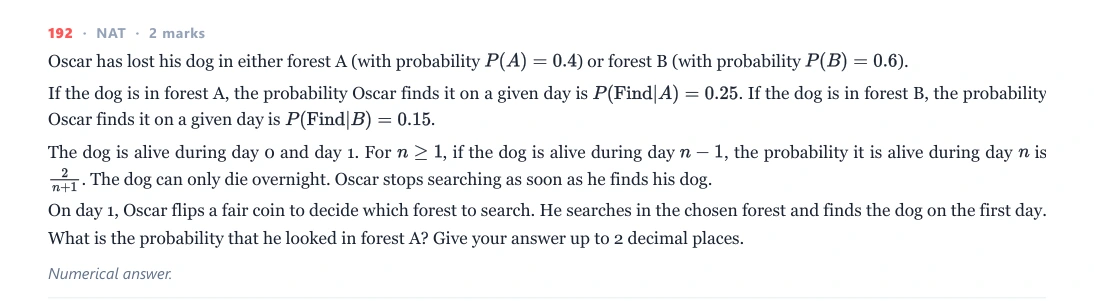 192 · NAT · 2 marks
Oscar has lost his dog in either forest A (with probability P(A) = 0.4) or forest B (with probability P(B) = 0.6).
If the dog is in forest A, the probability Oscar finds it on a given day is P(Find|A) = 0.25. If the dog is in forest B, the probability
Oscar finds it on a given day is P(Find|B) = 0.15.
The dog is alive during day 0 and day 1. For n ≥ 1, if the dog is alive during day n − 1, the probability it is alive during day n is
2/(n+1). The dog can only die overnight. Oscar stops searching as soon as he finds his dog.
On day 1, Oscar flips a fair coin to decide which forest to search. He searches in the chosen forest and finds the dog on the first day.
What is the probability that he looked in forest A? Give your answer up to 2 decimal places.
Numerical answer.